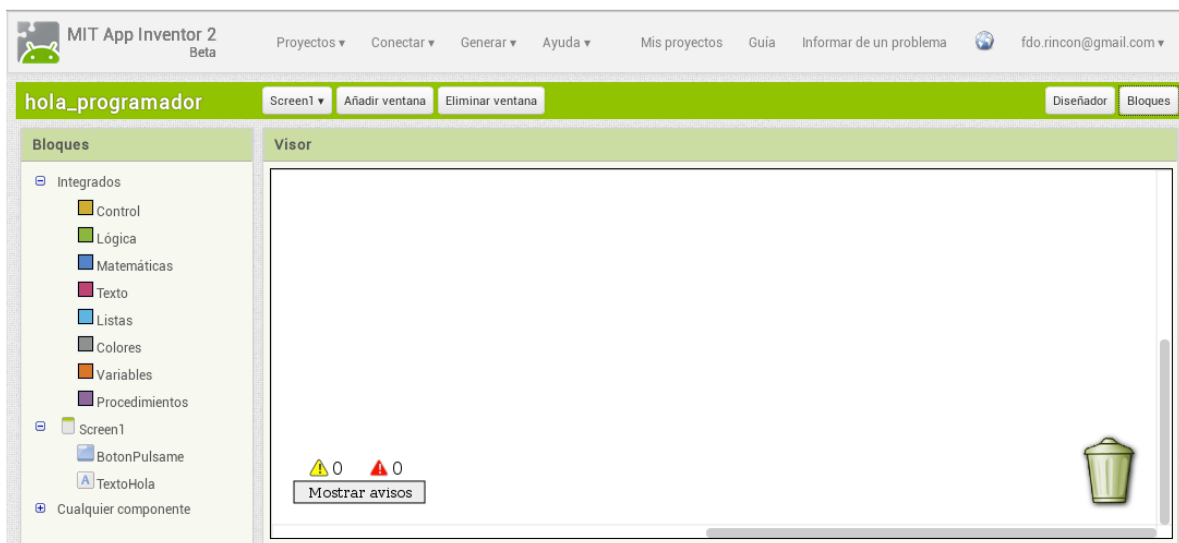 MIT App Inventor 2
Beta
Proyectos Conectar Generar Ayuda Mis proyectos Guía Informar de un problema fdo.rincon@gmail.com
hola_programador Screen1 Añadir ventana Eliminar ventana Diseñador Bloques
Bloques
Visor
Integrados
Control
Lógica
Matemáticas
Texto
Listas
Colores
Variables
Procedimientos
Screen1
BotonPulsame
A TextoHola
Cualquier componente
0 0
Mostrar avisos